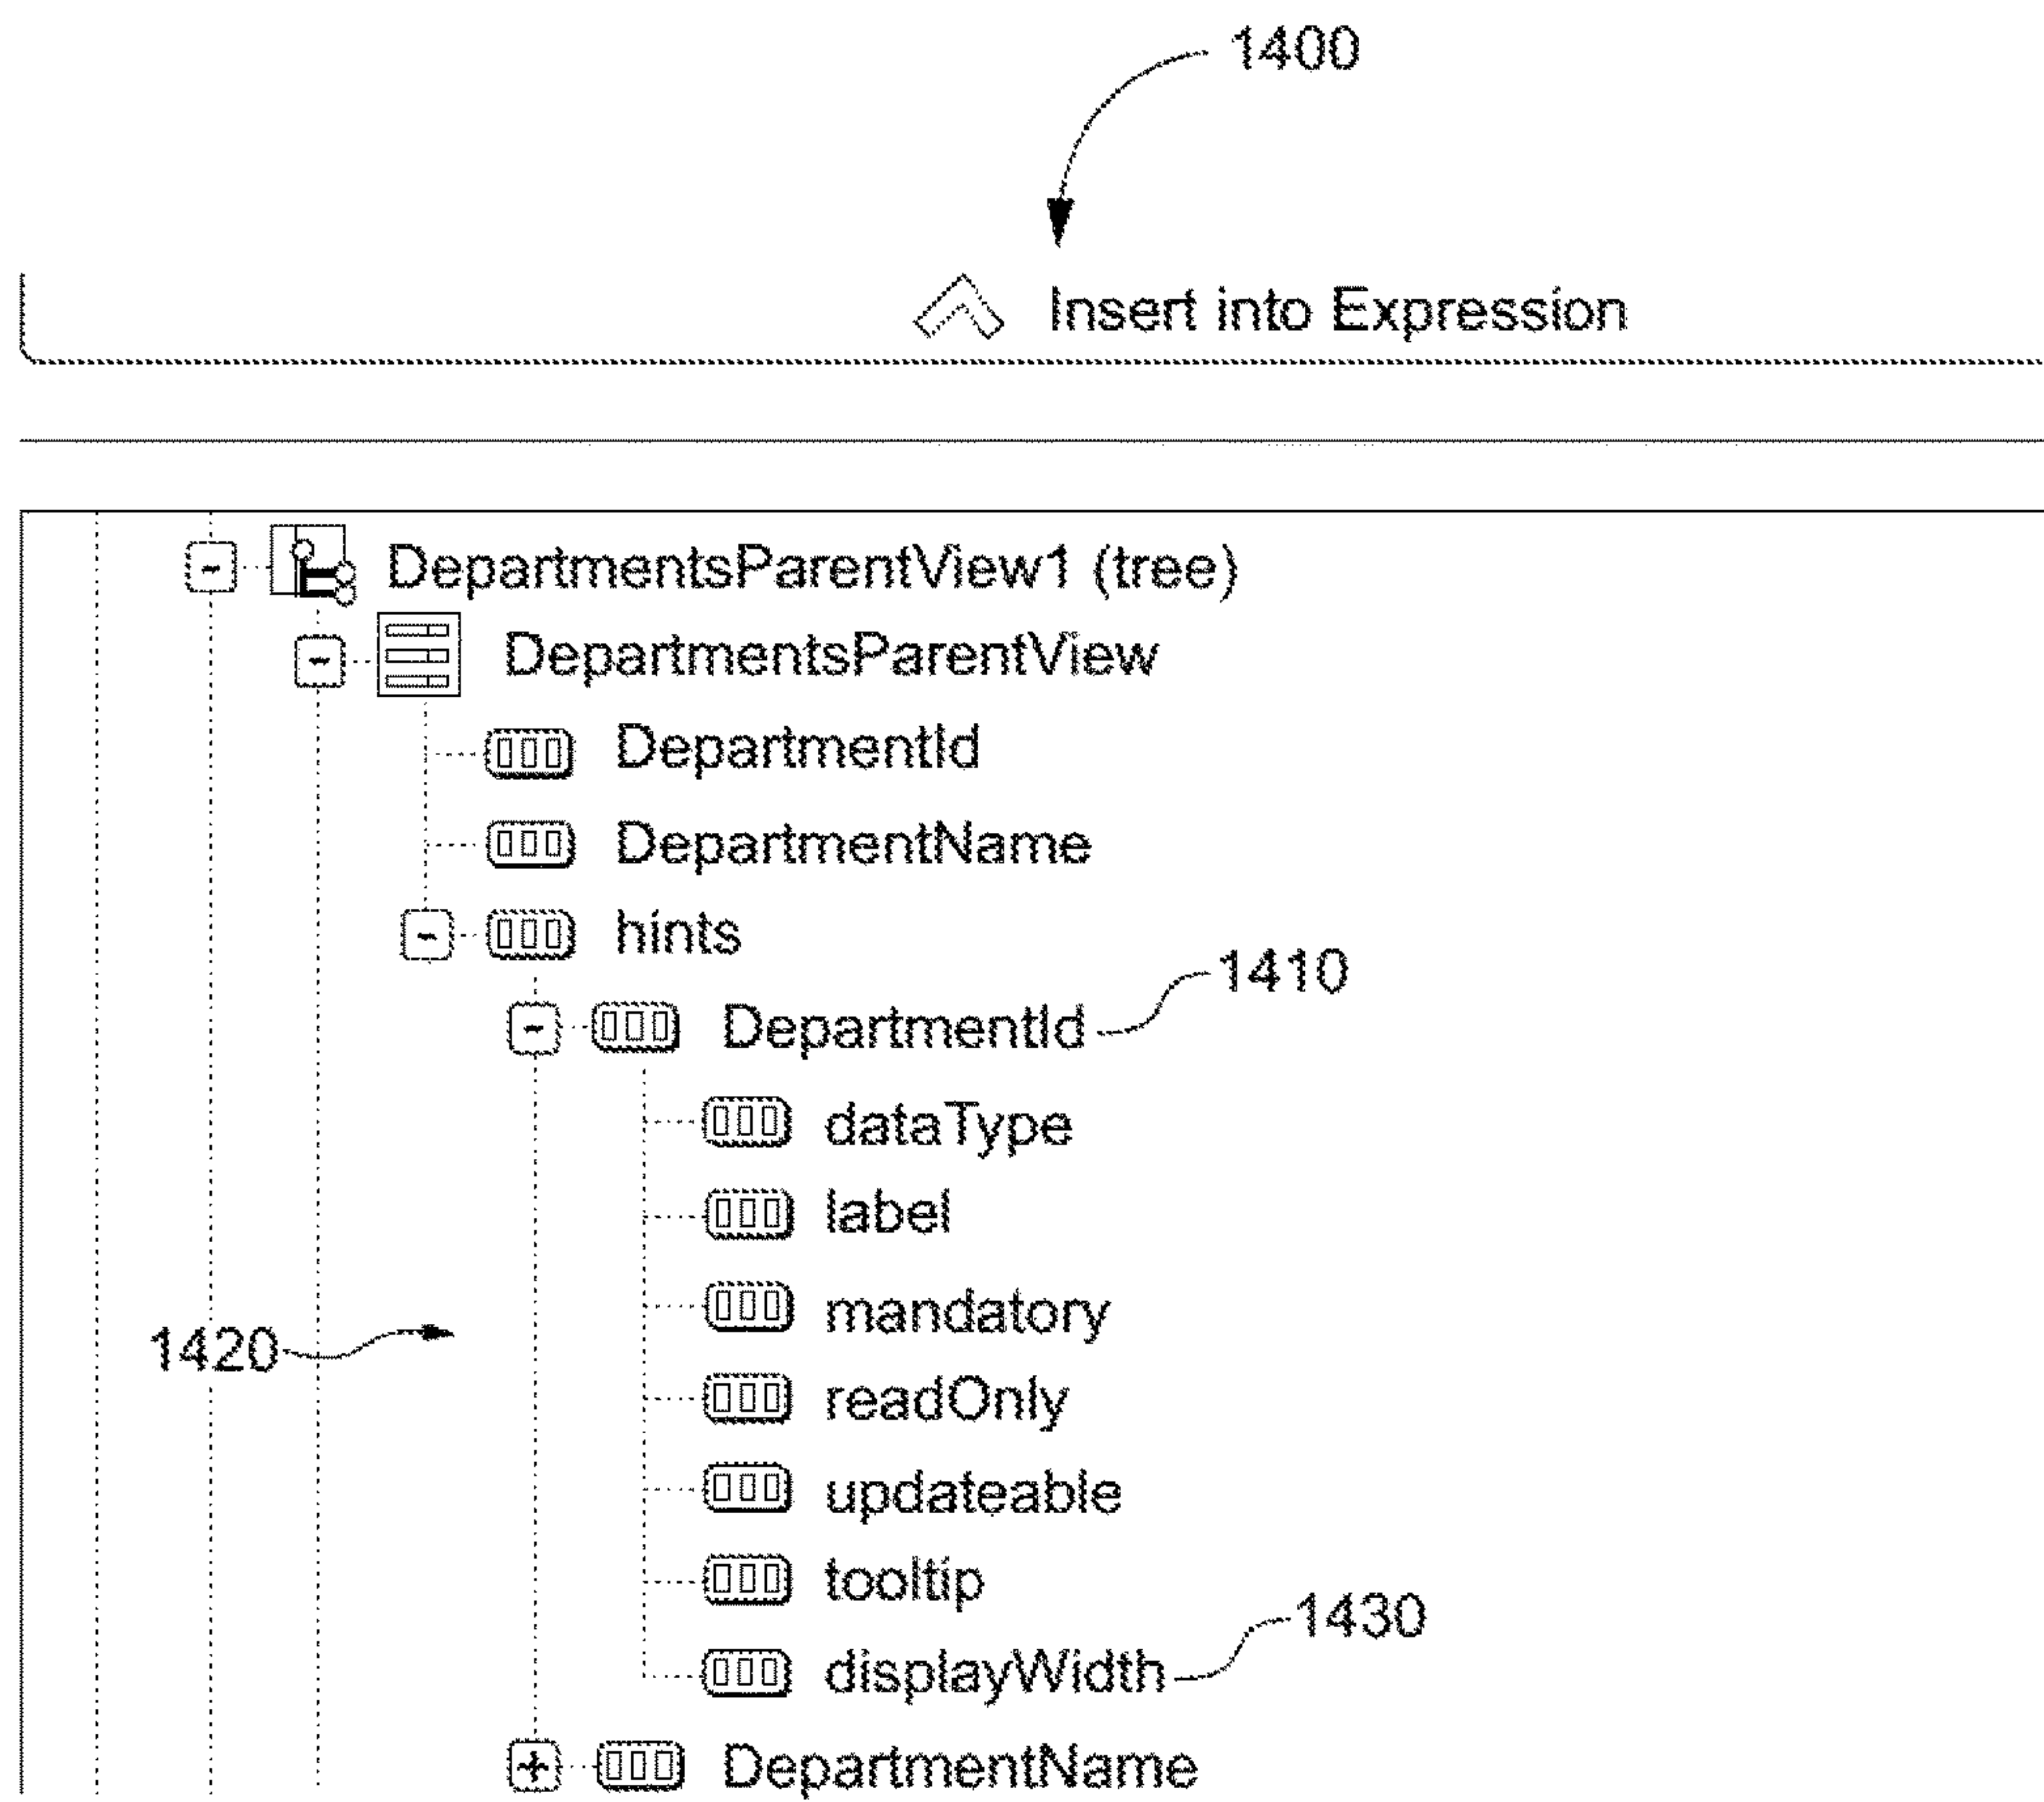 1400
Insert into Expression
DepartmentsParentView1 (tree)
DepartmentsParentView
DepartmentId
DepartmentName
hints
1410
DepartmentId
dataType
label
mandatory
1420
readOnly
updateable
tooltip
1430
displayWidth
DepartmentName